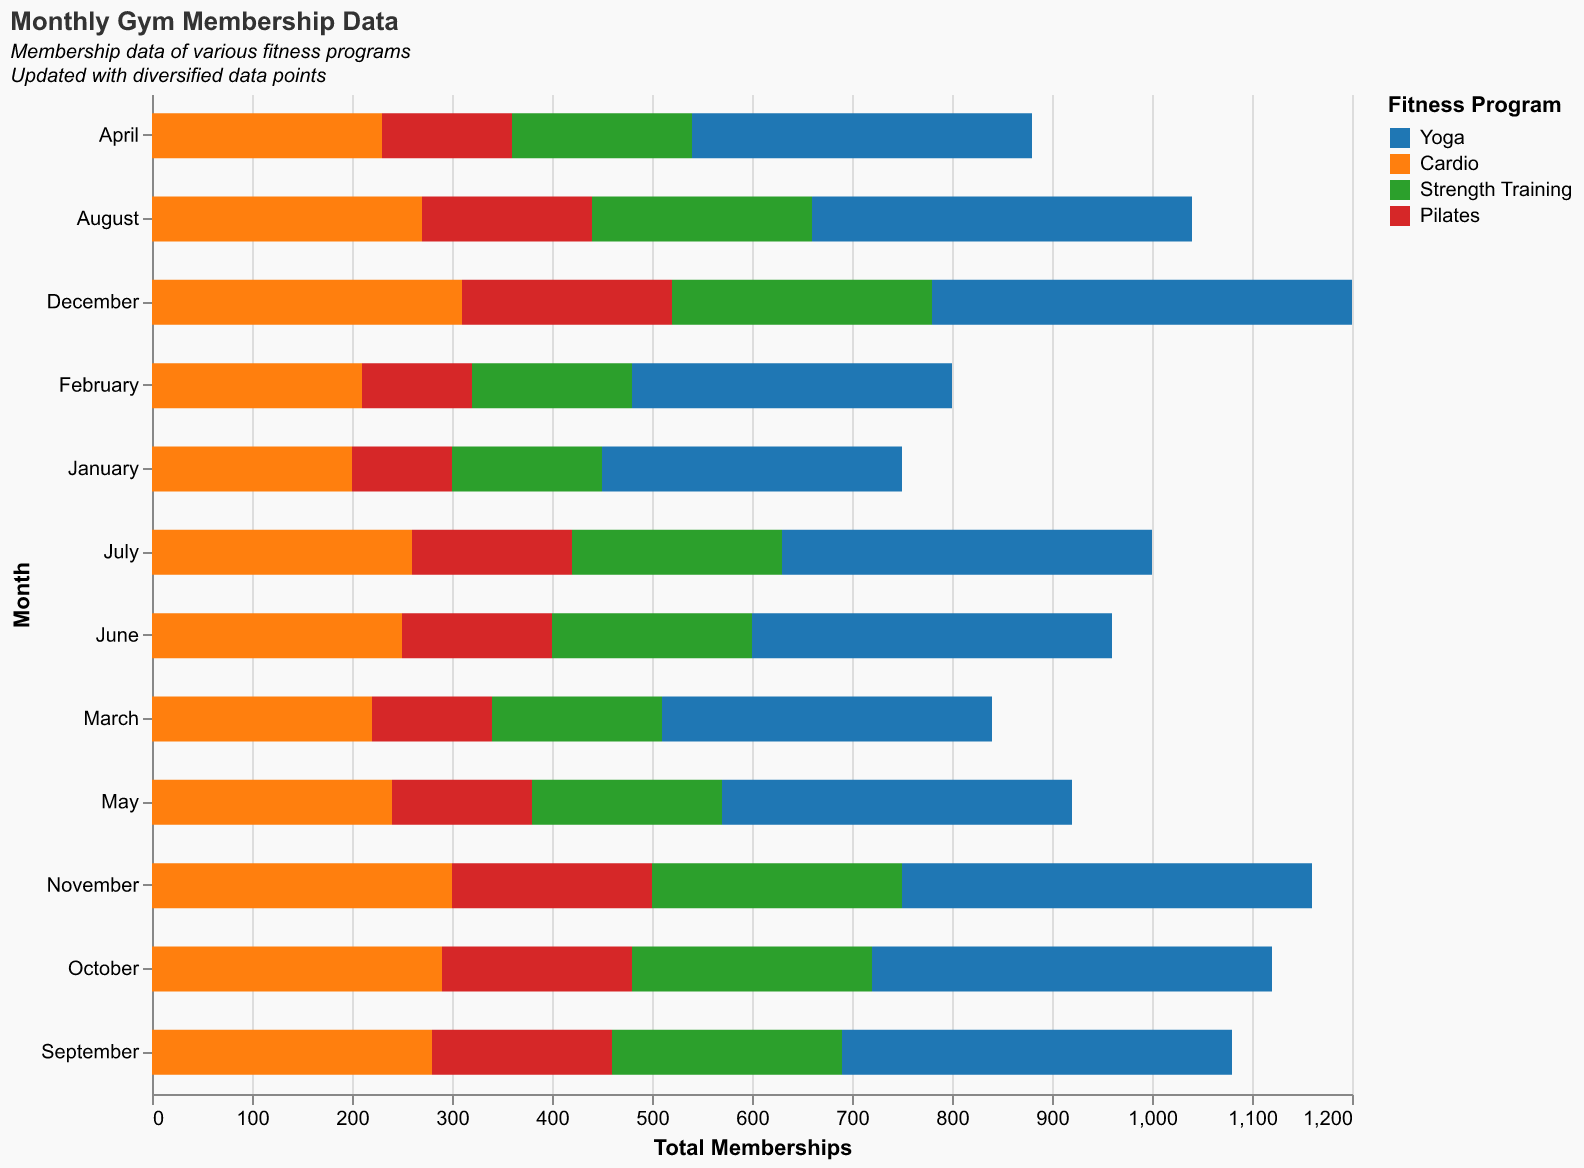 Monthly Gym Membership Data
Membership data of various fitness programs
Updated with diversified data points
Fitness Program
Yoga
Cardio
Strength Training
Pilates
Month
April
August
December
February
January
July
June
March
May
November
October
September
0 100 200 300 400 500 600 700 800 900 1,000 1,100 1,200
Total Memberships